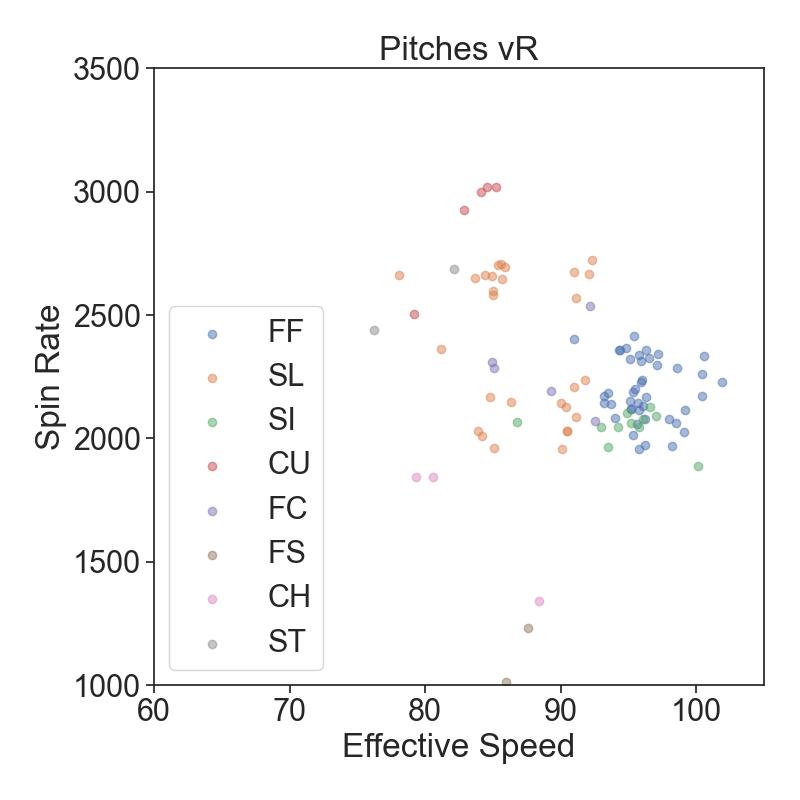 Pitches vR
3500
3000
2500
2000
1500
1000
Spin Rate
FF
SL
SI
CU
FC
FS
CH
ST
60 70 80 90 100
Effective Speed